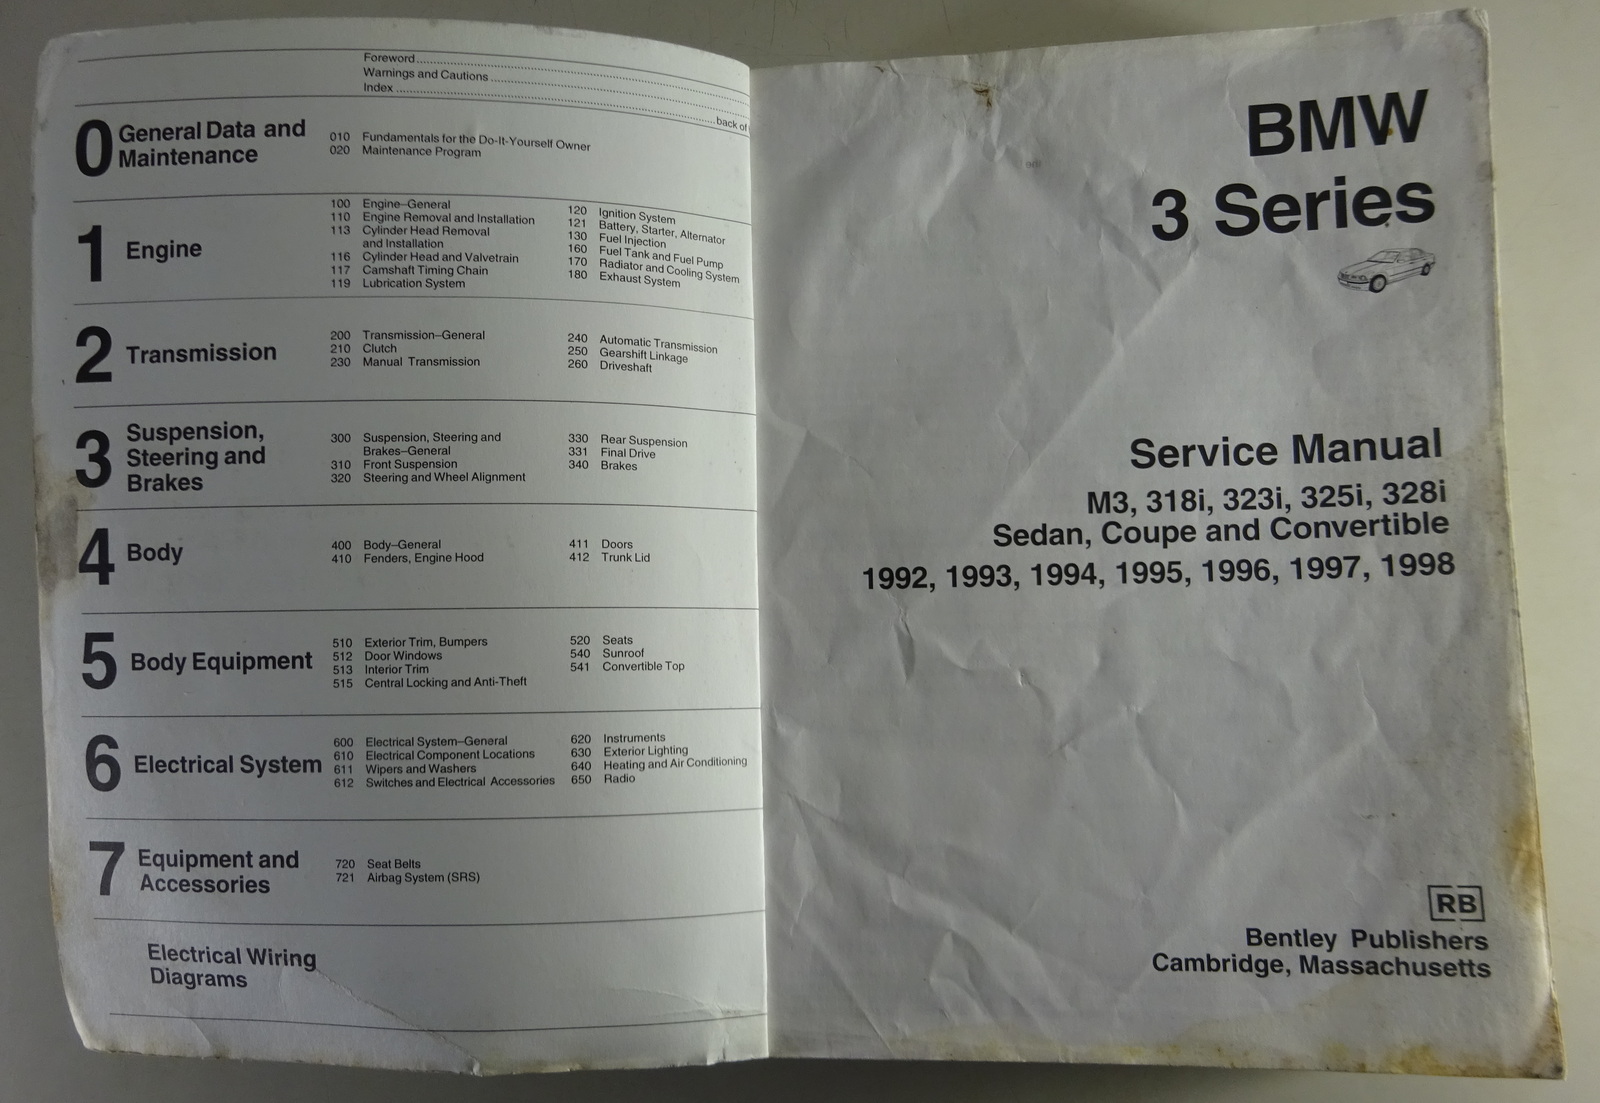 Foreword
Warnings and Cautions
Index
back of
0 General Data and Maintenance
010 Fundamentals for the Do-It-Yourself Owner
020 Maintenance Program
1 Engine
100 Engine–General
110 Engine Removal and Installation
113 Cylinder Head Removal
and Installation
116 Cylinder Head and Valvetrain
117 Camshaft Timing Chain
119 Lubrication System
120 Ignition System
121 Battery, Starter, Alternator
130 Fuel Injection
160 Fuel Tank and Fuel Pump
170 Radiator and Cooling System
180 Exhaust System
2 Transmission
200 Transmission–General
210 Clutch
230 Manual Transmission
240 Automatic Transmission
250 Gearshift Linkage
260 Driveshaft
3 Suspension,
Steering and
Brakes
300 Suspension, Steering and
Brakes–General
310 Front Suspension
320 Steering and Wheel Alignment
330 Rear Suspension
331 Final Drive
340 Brakes
4 Body
400 Body–General
410 Fenders, Engine Hood
411 Doors
412 Trunk Lid
5 Body Equipment
510 Exterior Trim, Bumpers
512 Door Windows
513 Interior Trim
515 Central Locking and Anti-Theft
520 Seats
540 Sunroof
541 Convertible Top
6 Electrical System
600 Electrical System–General
610 Electrical Component Locations
611 Wipers and Washers
612 Switches and Electrical Accessories
620 Instruments
630 Exterior Lighting
640 Heating and Air Conditioning
650 Radio
7 Equipment and
Accessories
720 Seat Belts
721 Airbag System (SRS)
Electrical Wiring
Diagrams
BMW
3 Series
Service Manual
M3, 318i, 323i, 325i, 328i
Sedan, Coupe and Convertible
1992, 1993, 1994, 1995, 1996, 1997, 1998
RB
Bentley Publishers
Cambridge, Massachusetts